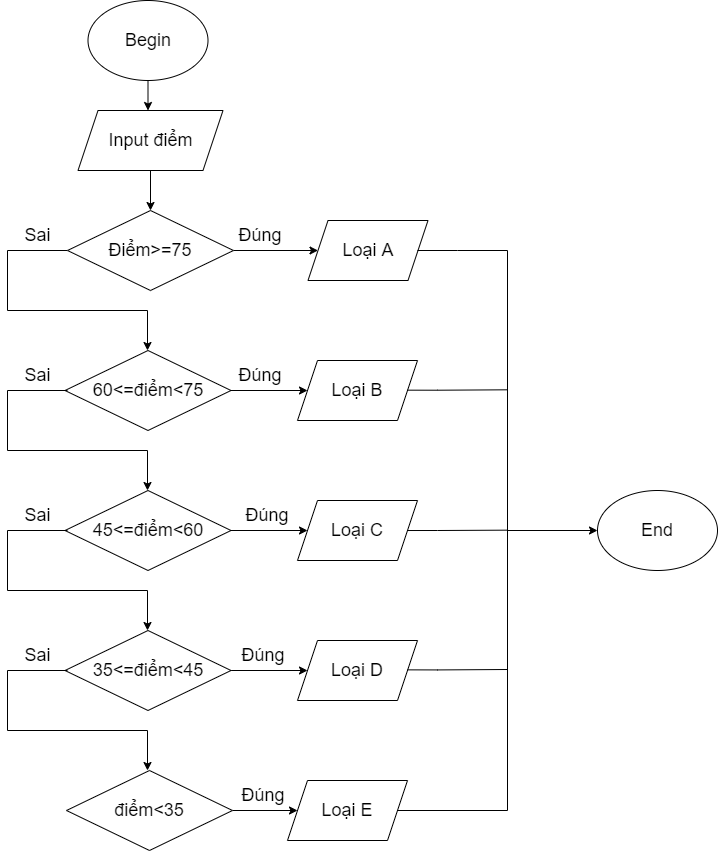 Begin
Input điểm
Sai
Điểm>=75
Đúng
Loại A
Sai
60<=điểm<75
Đúng
Loại B
Sai
45<=điểm<60
Đúng
Loại C
End
Sai
35<=điểm<45
Đúng
Loại D
điểm<35
Đúng
Loại E